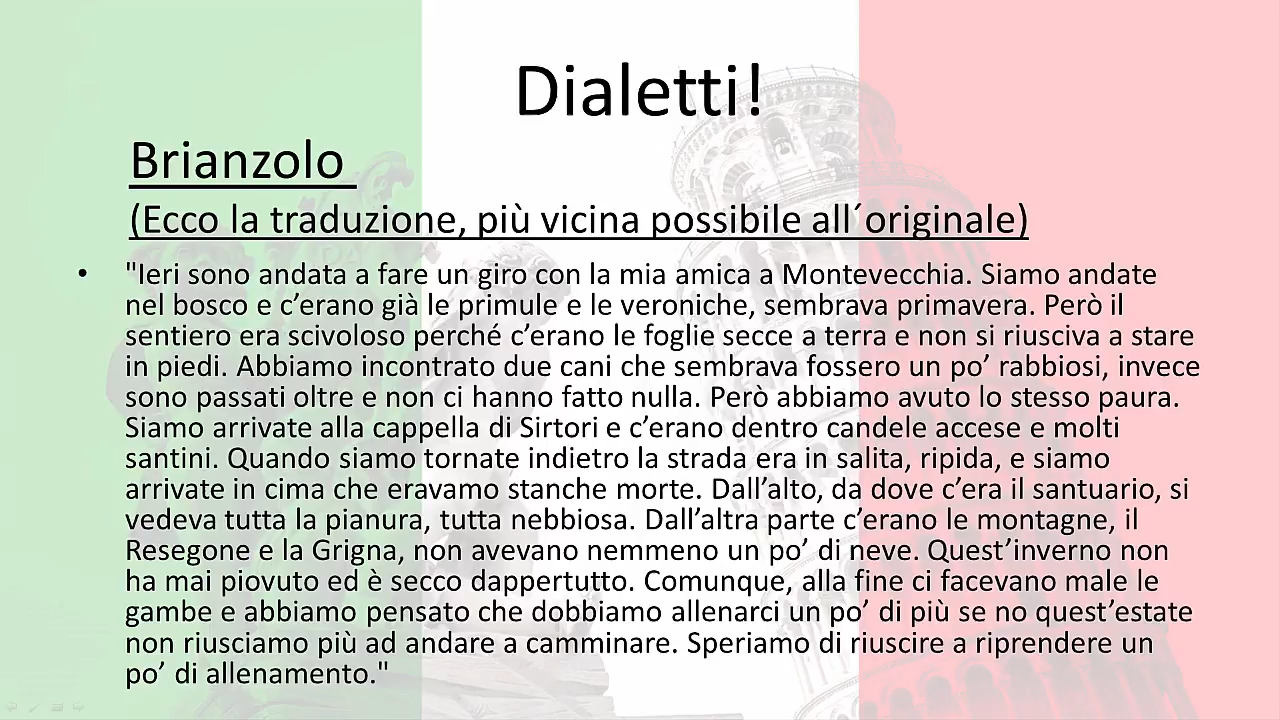 Dialetti!
Brianzolo
(Ecco la traduzione, più vicina possibile all´originale)
• "Ieri sono andata a fare un giro con la mia amica a Montevecchia. Siamo andate
nel bosco e c’erano già le primule e le veroniche, sembrava primavera. Però il
sentiero era scivoloso perché c’erano le foglie secce a terra e non si riusciva a stare
in piedi. Abbiamo incontrato due cani che sembrava fossero un po’ rabbiosi, invece
sono passati oltre e non ci hanno fatto nulla. Però abbiamo avuto lo stesso paura.
Siamo arrivate alla cappella di Sirtori e c’erano dentro candele accese e molti
santini. Quando siamo tornate indietro la strada era in salita, ripida, e siamo
arrivate in cima che eravamo stanche morte. Dall’alto, da dove c’era il santuario, si
vedeva tutta la pianura, tutta nebbiosa. Dall’altra parte c’erano le montagne, il
Resegone e la Grigna, non avevano nemmeno un po’ di neve. Quest’inverno non
ha mai piovuto ed è secco dappertutto. Comunque, alla fine ci facevano male le
gambe e abbiamo pensato che dobbiamo allenarci un po’ di più se no quest’estate
non riusciamo più ad andare a camminare. Speriamo di riuscire a riprendere un
po’ di allenamento."